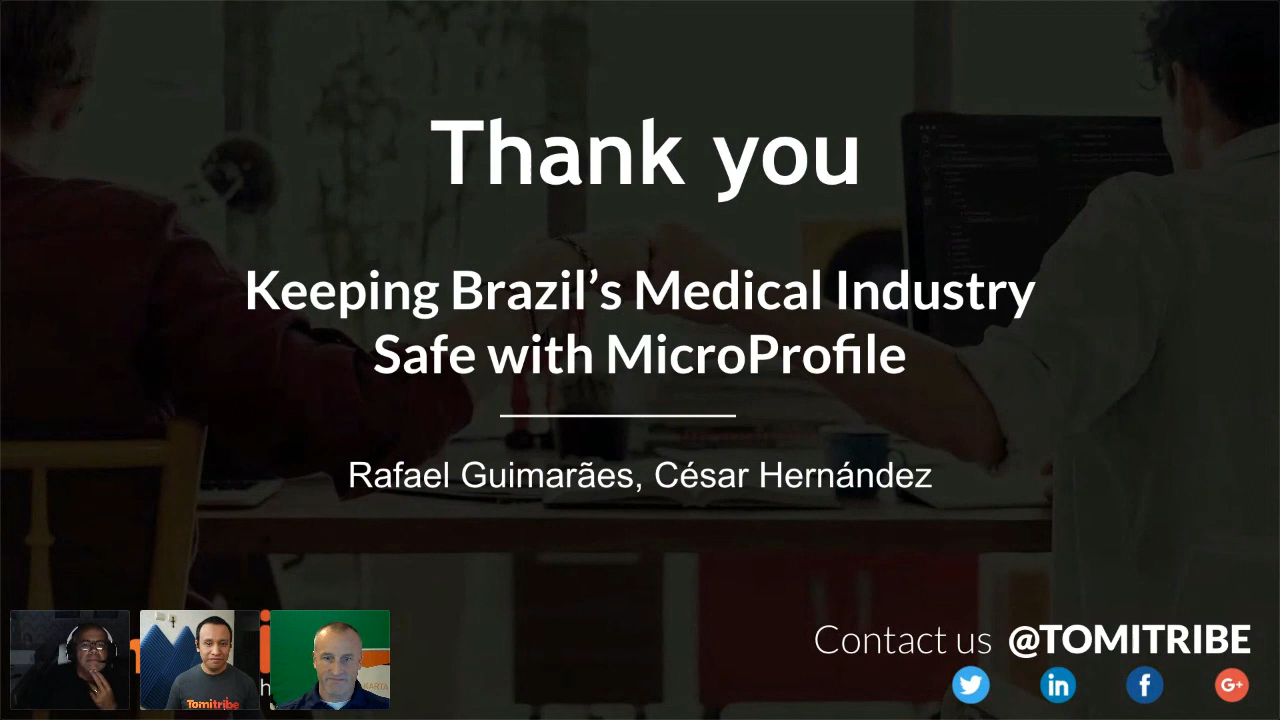 Thank you
Keeping Brazil’s Medical Industry
Safe with MicroProfile
Rafael Guimarães, César Hernández
Contact us @TOMITRIBE
G+
Tomitribe